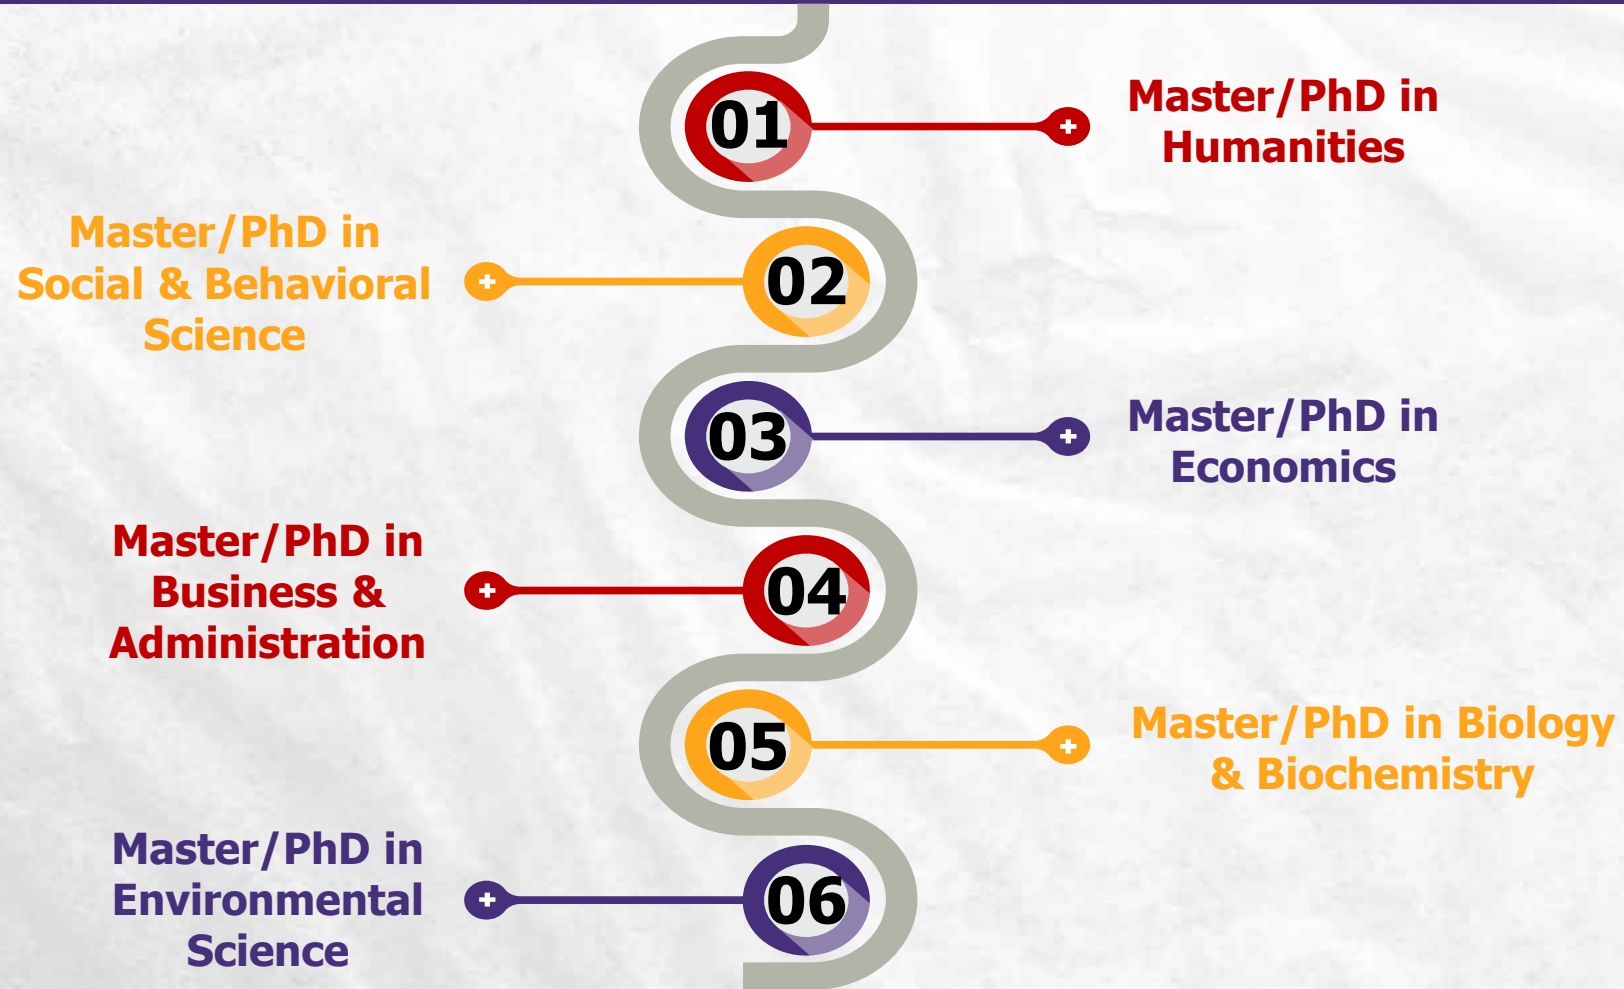 01
Master/PhD in
Humanities
Master/PhD in
Social & Behavioral
Science
02
03
Master/PhD in
Economics
Master/PhD in
Business &
Administration
04
05
Master/PhD in Biology
& Biochemistry
Master/PhD in
Environmental
Science
06